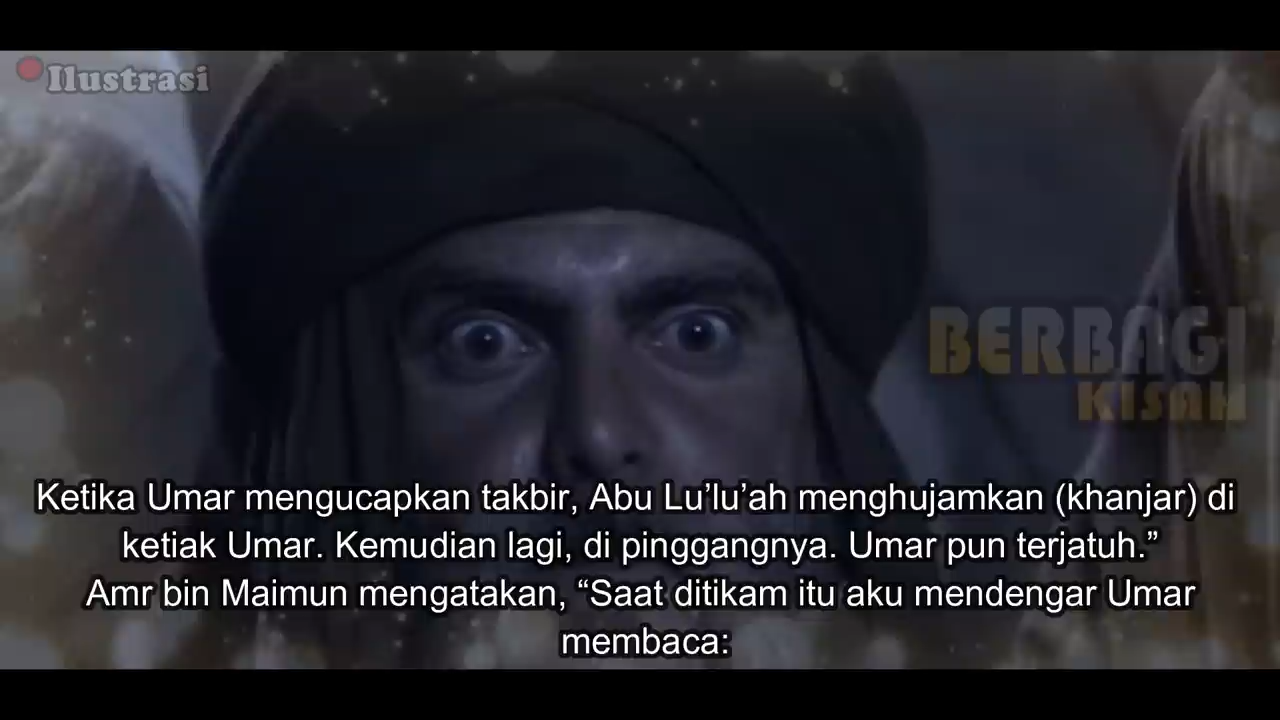 Ilustrasi
BERBAGI
KISAH
Ketika Umar mengucapkan takbir, Abu Lu’lu’ah menghujamkan (khanjar) di
ketiak Umar. Kemudian lagi, di pinggangnya. Umar pun terjatuh.”
Amr bin Maimun mengatakan, “Saat ditikam itu aku mendengar Umar
membaca: